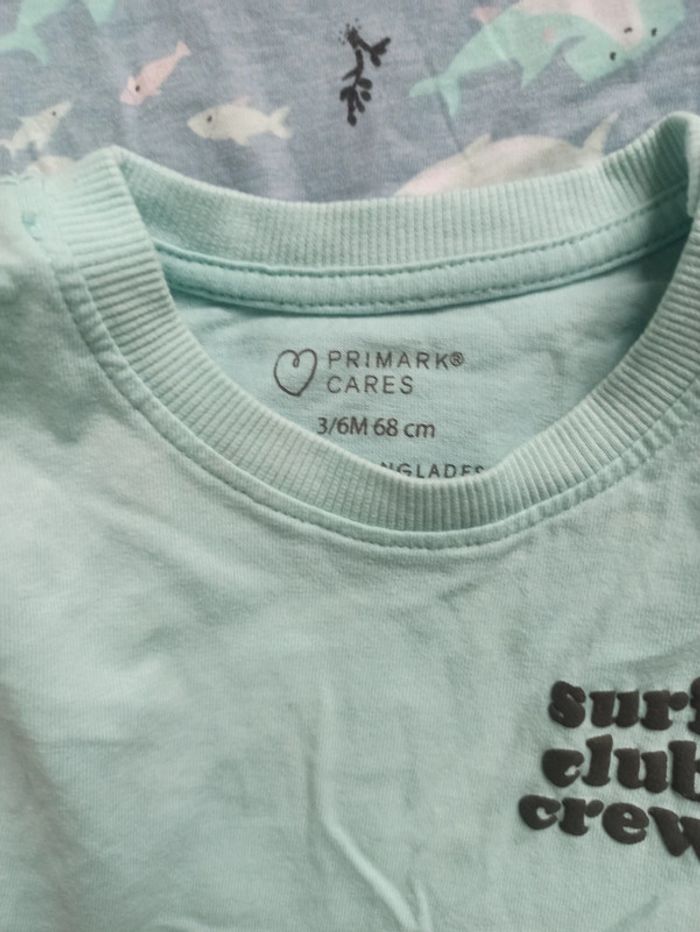 PRIMARK®
CARES
3/6M 68 cm
surf
club
crew